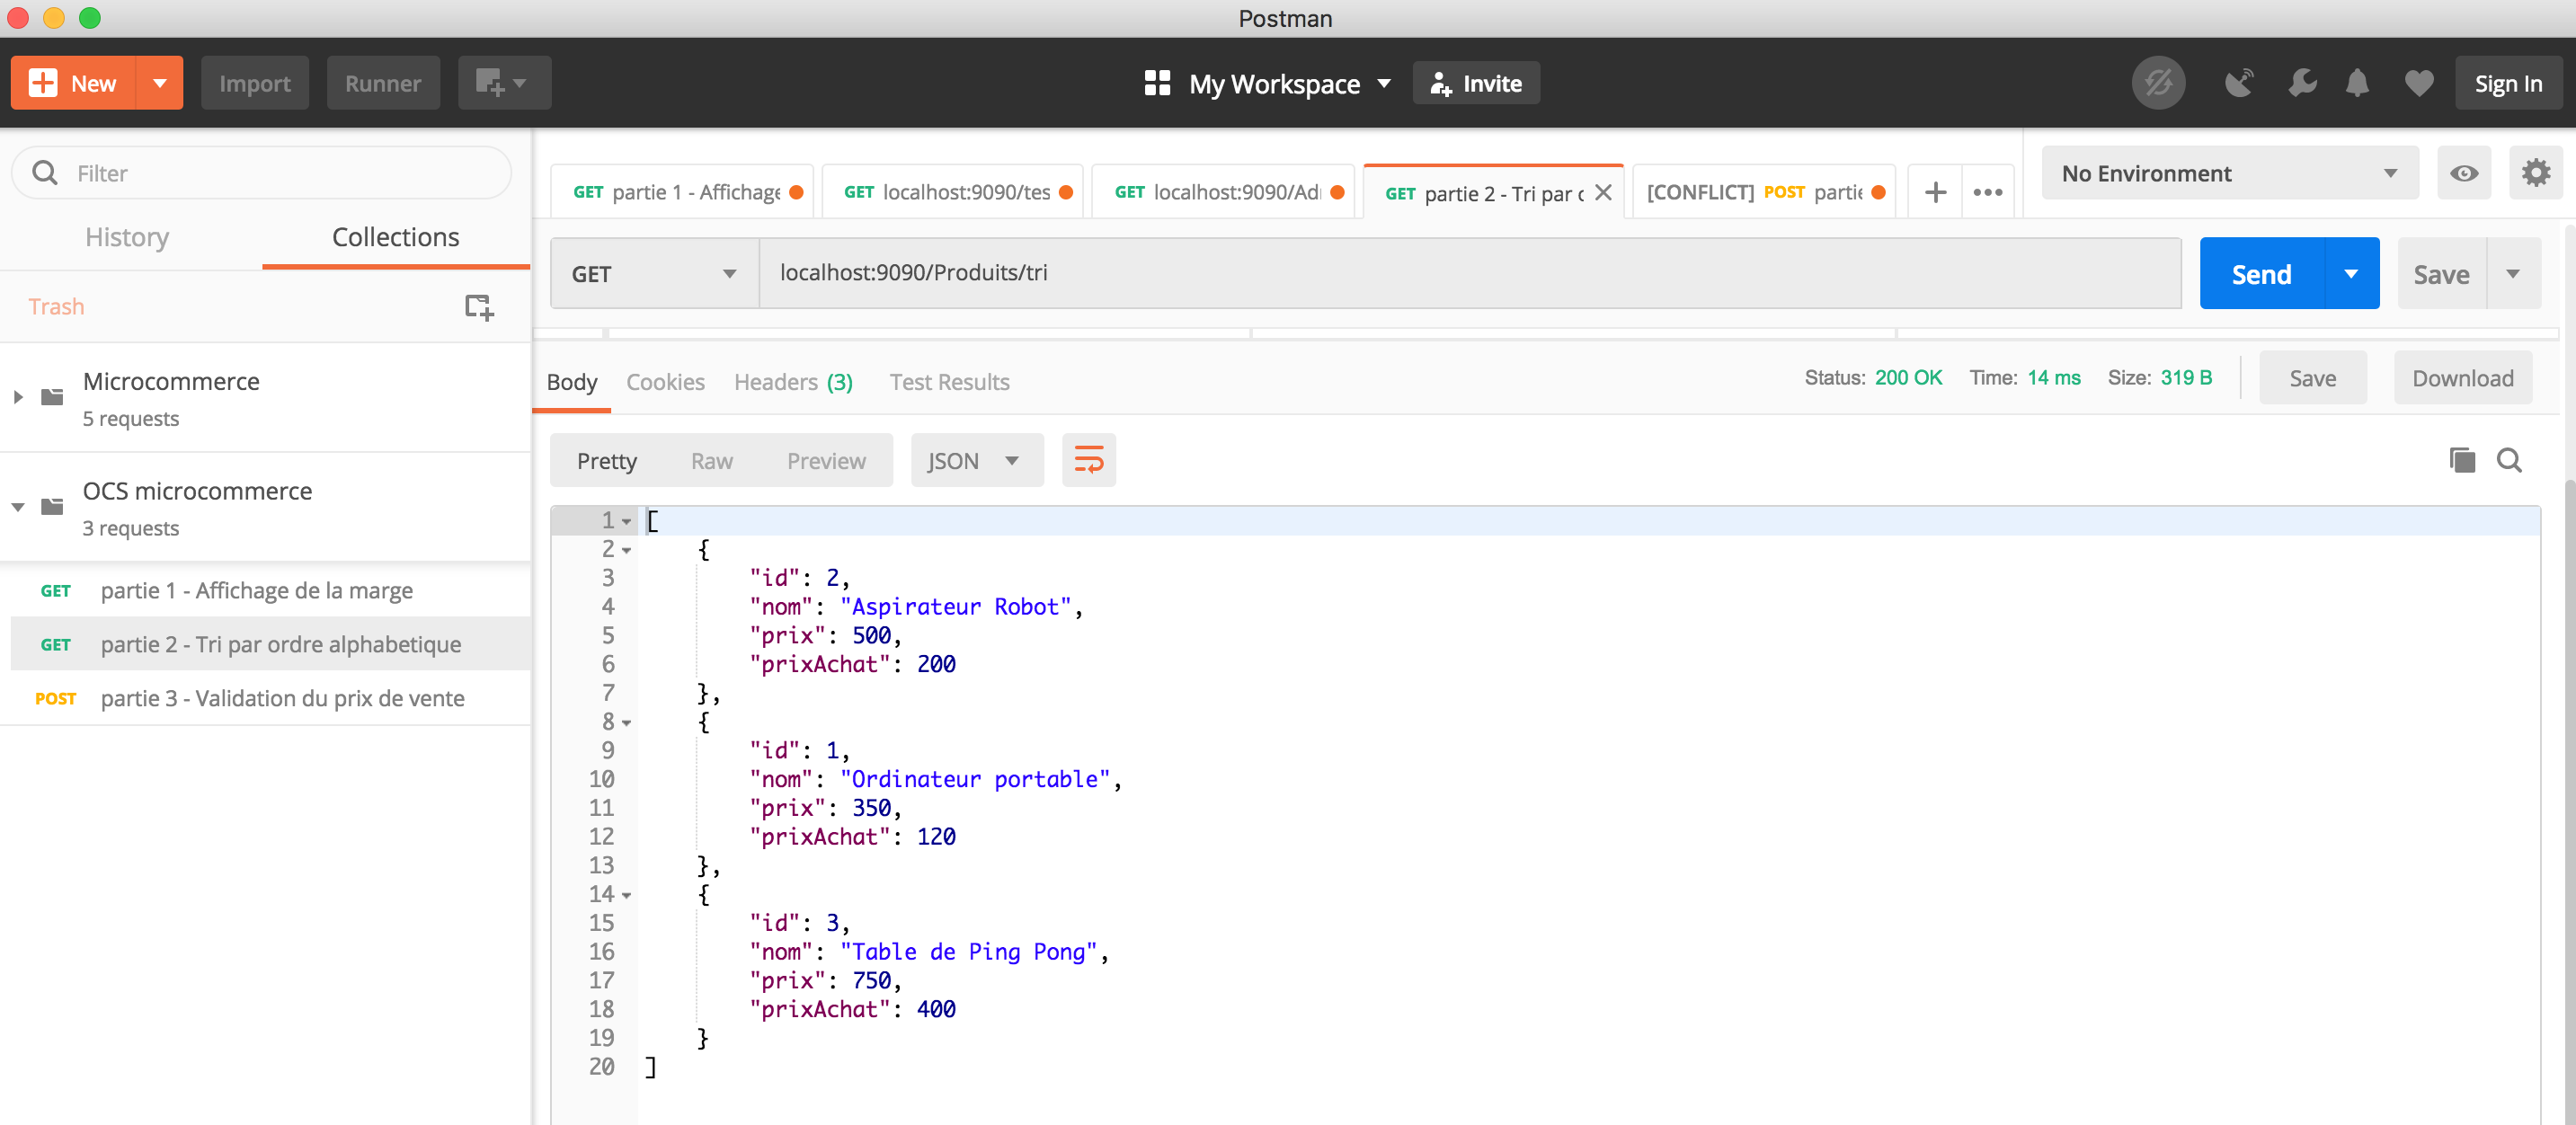 Postman
New
Import
Runner
My Workspace
Invite
Sign In
Filter
History
Collections
Trash
Microcommerce
5 requests
OCS microcommerce
3 requests
GET partie 1 - Affichage de la marge
GET partie 2 - Tri par ordre alphabetique
POST partie 3 - Validation du prix de vente
GET partie 1 - Affichage
GET localhost:9090/tes
GET localhost:9090/Adi
GET partie 2 - Tri par
[CONFLICT] POST partie
No Environment
GET
localhost:9090/Produits/tri
Send
Save
Body
Cookies
Headers (3)
Test Results
Status: 200 OK
Time: 14 ms
Size: 319 B
Save
Download
Pretty
Raw
Preview
JSON
1 [
2 {
3 "id": 2,
4 "nom": "Aspirateur Robot",
5 "prix": 500,
6 "prixAchat": 200
7 },
8 {
9 "id": 1,
10 "nom": "Ordinateur portable",
11 "prix": 350,
12 "prixAchat": 120
13 },
14 {
15 "id": 3,
16 "nom": "Table de Ping Pong",
17 "prix": 750,
18 "prixAchat": 400
19 }
20 ]